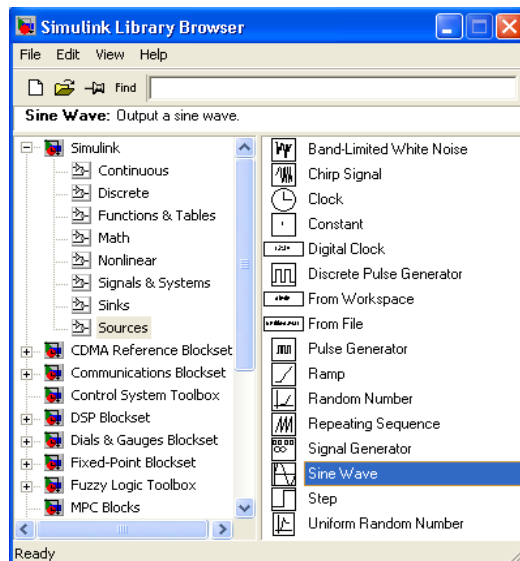 Simulink Library Browser
File Edit View Help
Find
Sine Wave: Output a sine wave.
Simulink
Continuous
Discrete
Functions & Tables
Math
Nonlinear
Signals & Systems
Sinks
Sources
CDMA Reference Blockset
Communications Blockset
Control System Toolbox
DSP Blockset
Dials & Gauges Blockset
Fixed-Point Blockset
Fuzzy Logic Toolbox
MPC Blocks
Band-Limited White Noise
Chirp Signal
Clock
Constant
Digital Clock
Discrete Pulse Generator
From Workspace
From File
Pulse Generator
Ramp
Random Number
Repeating Sequence
Signal Generator
Sine Wave
Step
Uniform Random Number
Ready